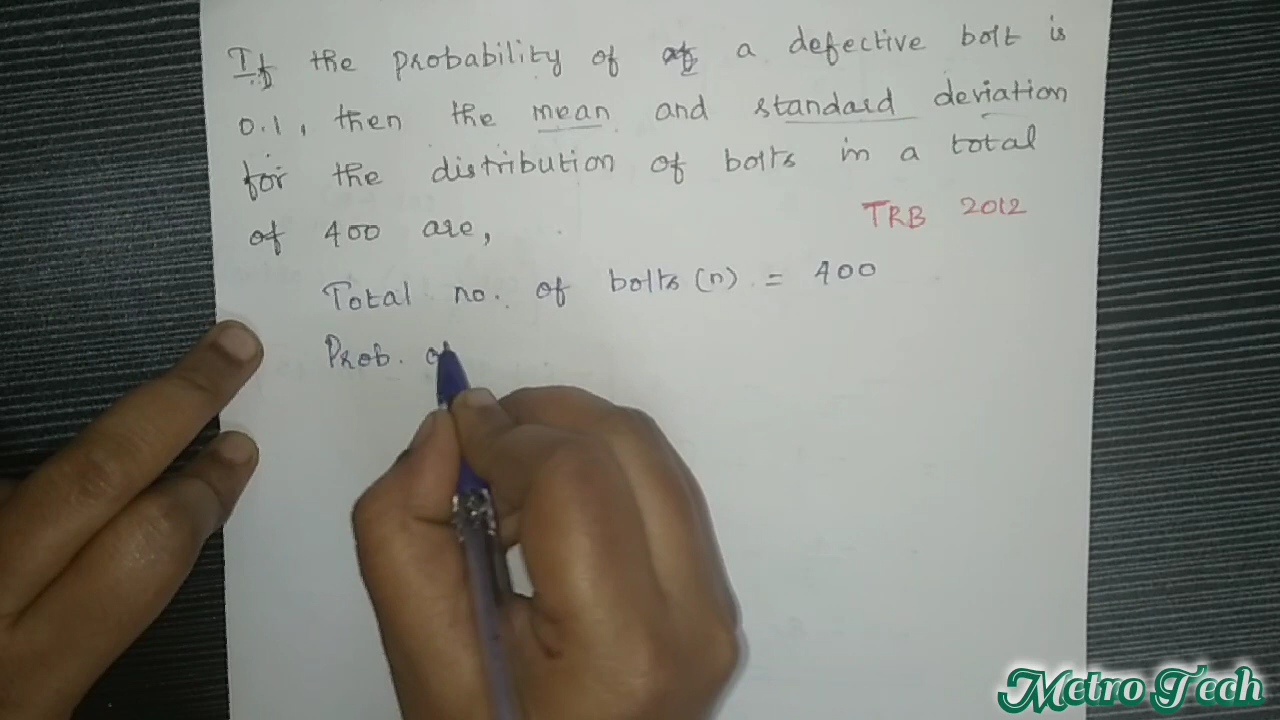 If the probability of a defective bolt is
0.1, then the mean and standard deviation
for the distribution of bolts in a total
of 400 are,
TRB 2012
Total no. of bolts (n) = 400
Prob. of
Metro Tech